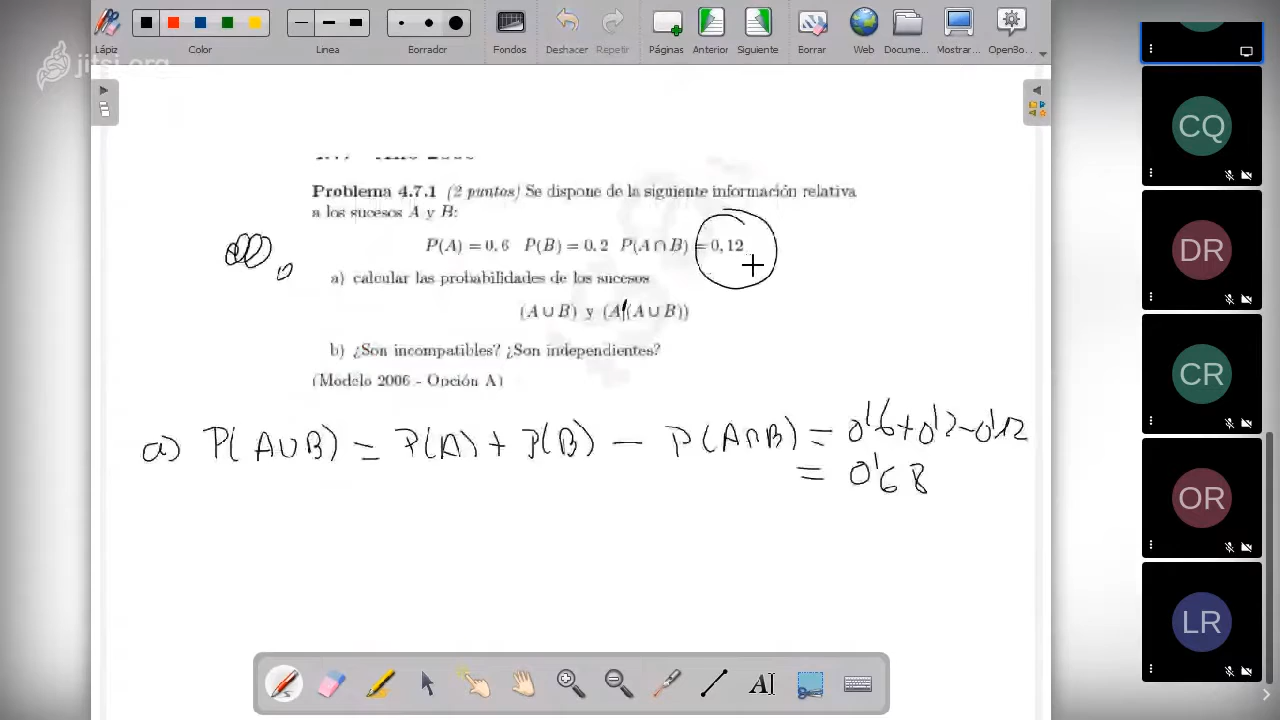 Lápiz Color Linea Borrador Fondos Deshacer Repetir Páginas Anterior Siguiente Borrar Web Docume... Mostrar... OpenBo...
jitsi.org
Problema 4.7.1 (2 puntos) Se dispone de la siguiente información relativa
a los sucesos A y B:
P(A) = 0, 6 P(B) = 0, 2 P(A ∩ B) = 0, 12
a) calcular las probabilidades de los sucesos
(A ∪ B) y (A|(A ∪ B))
b) ¿Son incompatibles? ¿Son independientes?
(Modelo 2006 - Opción A)
a) P(A∪B) = P(A) + P(B) - P(A∩B) = 0'6+0'2-0'12
= 0'68
CQ
DR
CR
OR
LR